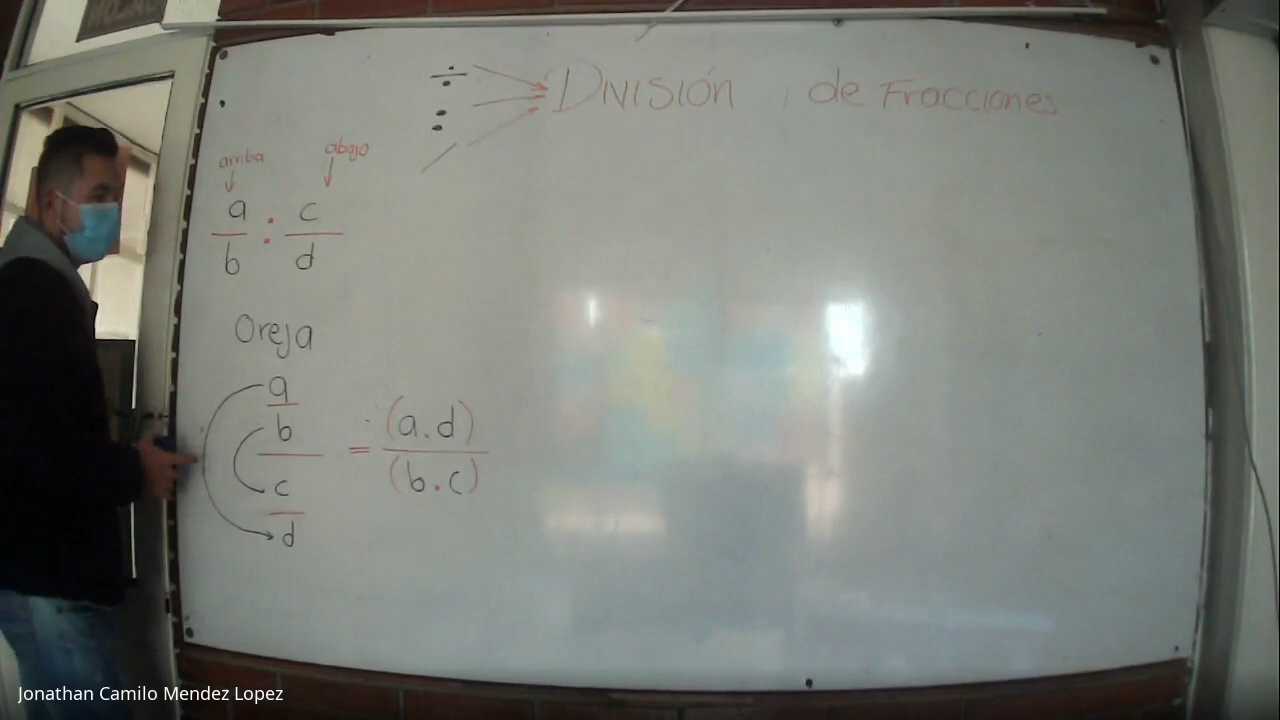 ÷
:
/
División de Fracciones
arriba abajo
a/b : c/d
Oreja
a
b
c
d
= (a.d)
(b.c)
Jonathan Camilo Mendez Lopez